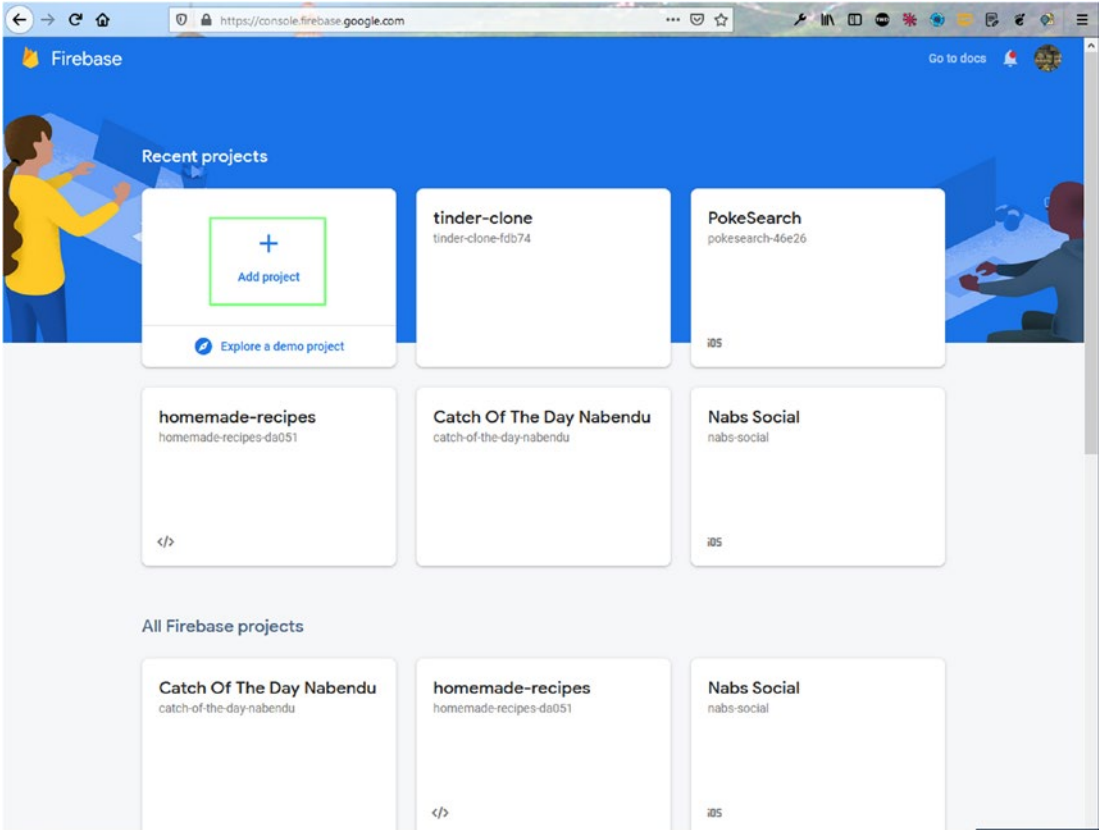 https://console.firebase.google.com
Firebase
Go to docs
Recent projects
+
Add project
Explore a demo project
tinder-clone
tinder-clone-fdb74
PokeSearch
pokesearch-46e26
iOS
homemade-recipes
homemade-recipes-da051
</>
Catch Of The Day Nabendu
catch-of-the-day-nabendu
Nabs Social
nabs-social
iOS
All Firebase projects
Catch Of The Day Nabendu
catch-of-the-day-nabendu
homemade-recipes
homemade-recipes-da051
</>
Nabs Social
nabs-social
iOS